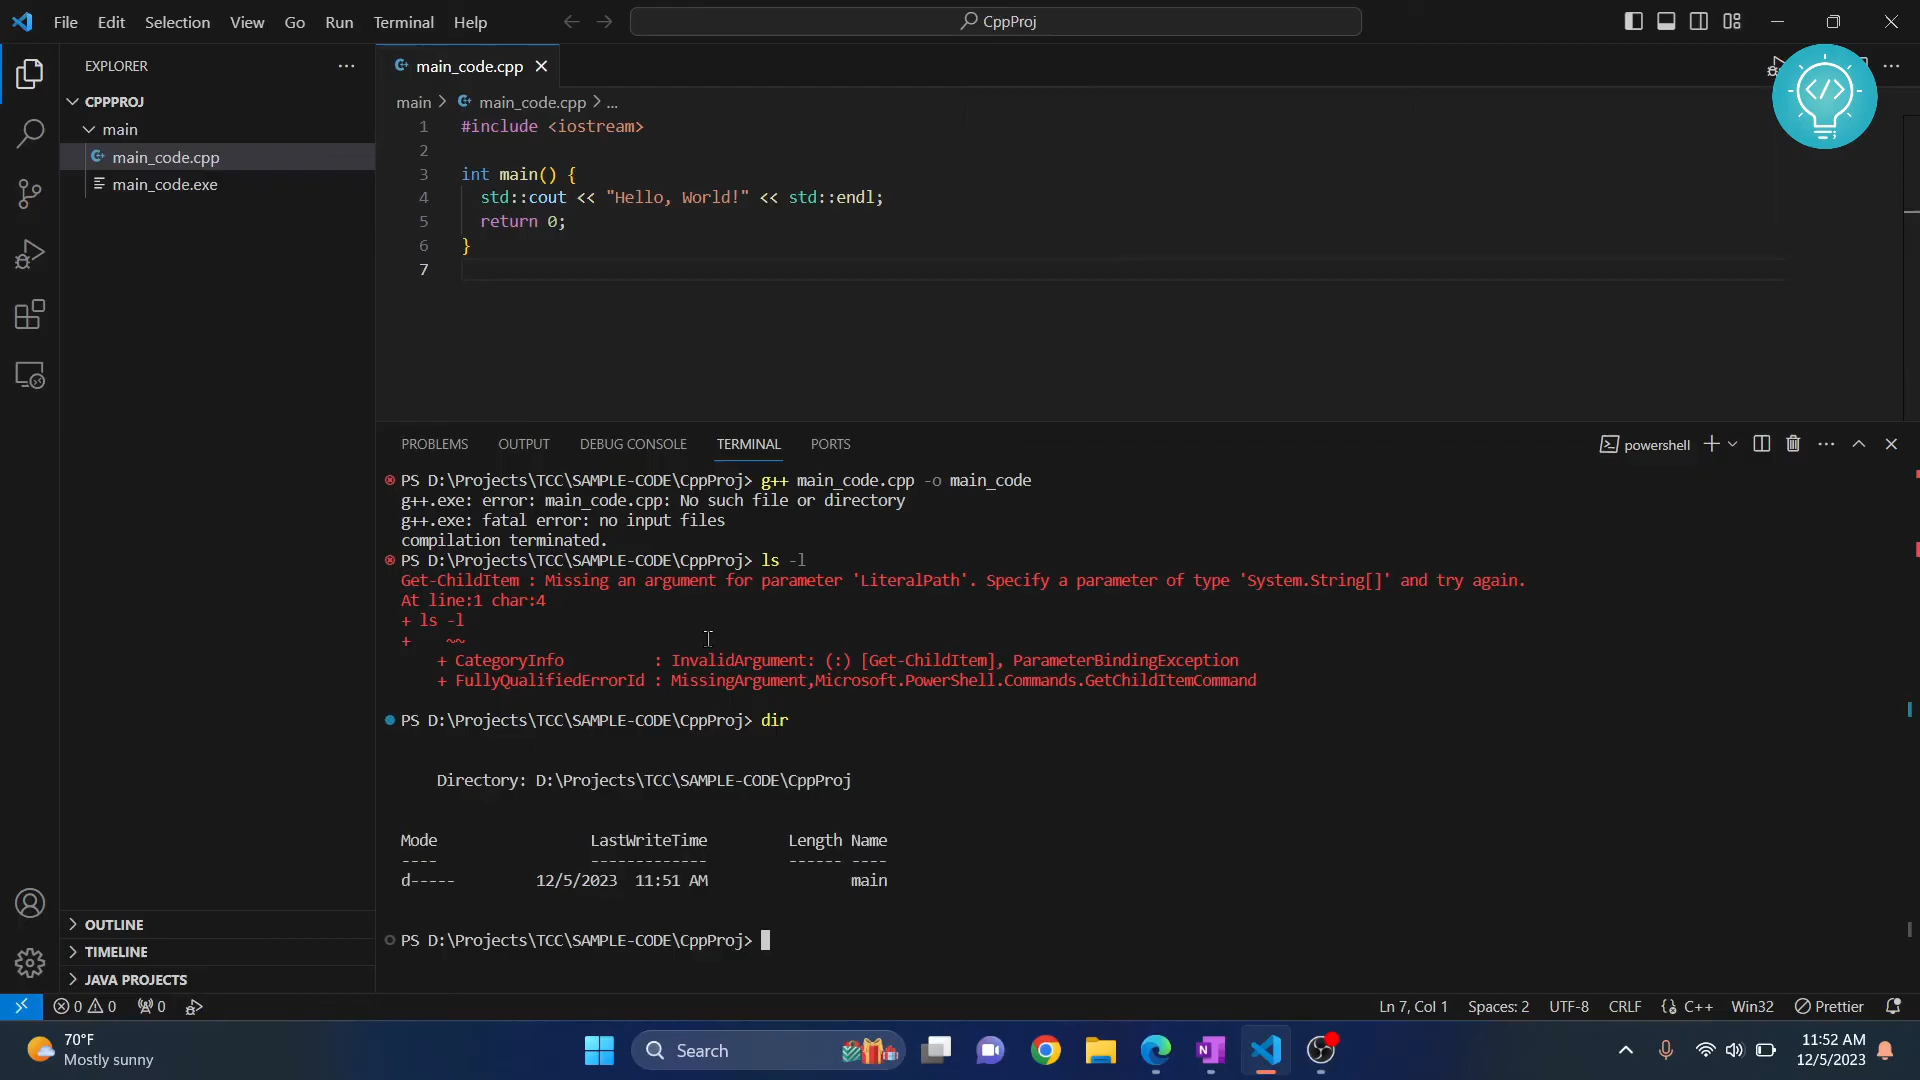 File Edit Selection View Go Run Terminal Help
CppProj
EXPLORER
CPPPROJ
main
main_code.cpp
main_code.exe
OUTLINE
TIMELINE
JAVA PROJECTS
main_code.cpp
main > main_code.cpp > ...
1 #include <iostream>
2
3 int main() {
4 std::cout << "Hello, World!" << std::endl;
5 return 0;
6 }
7
</>
PROBLEMS OUTPUT DEBUG CONSOLE TERMINAL PORTS
powershell
PS D:\Projects\TCC\SAMPLE-CODE\CppProj> g++ main_code.cpp -o main_code
g++.exe: error: main_code.cpp: No such file or directory
g++.exe: fatal error: no input files
compilation terminated.
PS D:\Projects\TCC\SAMPLE-CODE\CppProj> ls -l
Get-ChildItem : Missing an argument for parameter 'LiteralPath'. Specify a parameter of type 'System.String[]' and try again.
At line:1 char:4
+ ls -l
+    ~~
+ CategoryInfo : InvalidArgument: (:) [Get-ChildItem], ParameterBindingException
+ FullyQualifiedErrorId : MissingArgument,Microsoft.PowerShell.Commands.GetChildItemCommand
PS D:\Projects\TCC\SAMPLE-CODE\CppProj> dir
Directory: D:\Projects\TCC\SAMPLE-CODE\CppProj
Mode LastWriteTime Length Name
---- ------------- ------ ----
d----- 12/5/2023 11:51 AM main
PS D:\Projects\TCC\SAMPLE-CODE\CppProj>
0 0 0 Ln 7, Col 1 Spaces: 2 UTF-8 CRLF {} C++ Win32 Prettier
70°F
Mostly sunny
Search
11:52 AM
12/5/2023